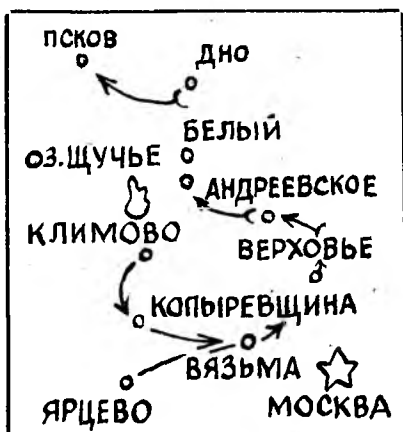 ПСКОВ
ДНО
БЕЛЫЙ
ОЗ.ЩУЧЬЕ
АНДРЕЕВСКОЕ
КЛИМОВО
ВЕРХОВЬЕ
КОПЫРЕВЩИНА
ВЯЗЬМА
ЯРЦЕВО
МОСКВА